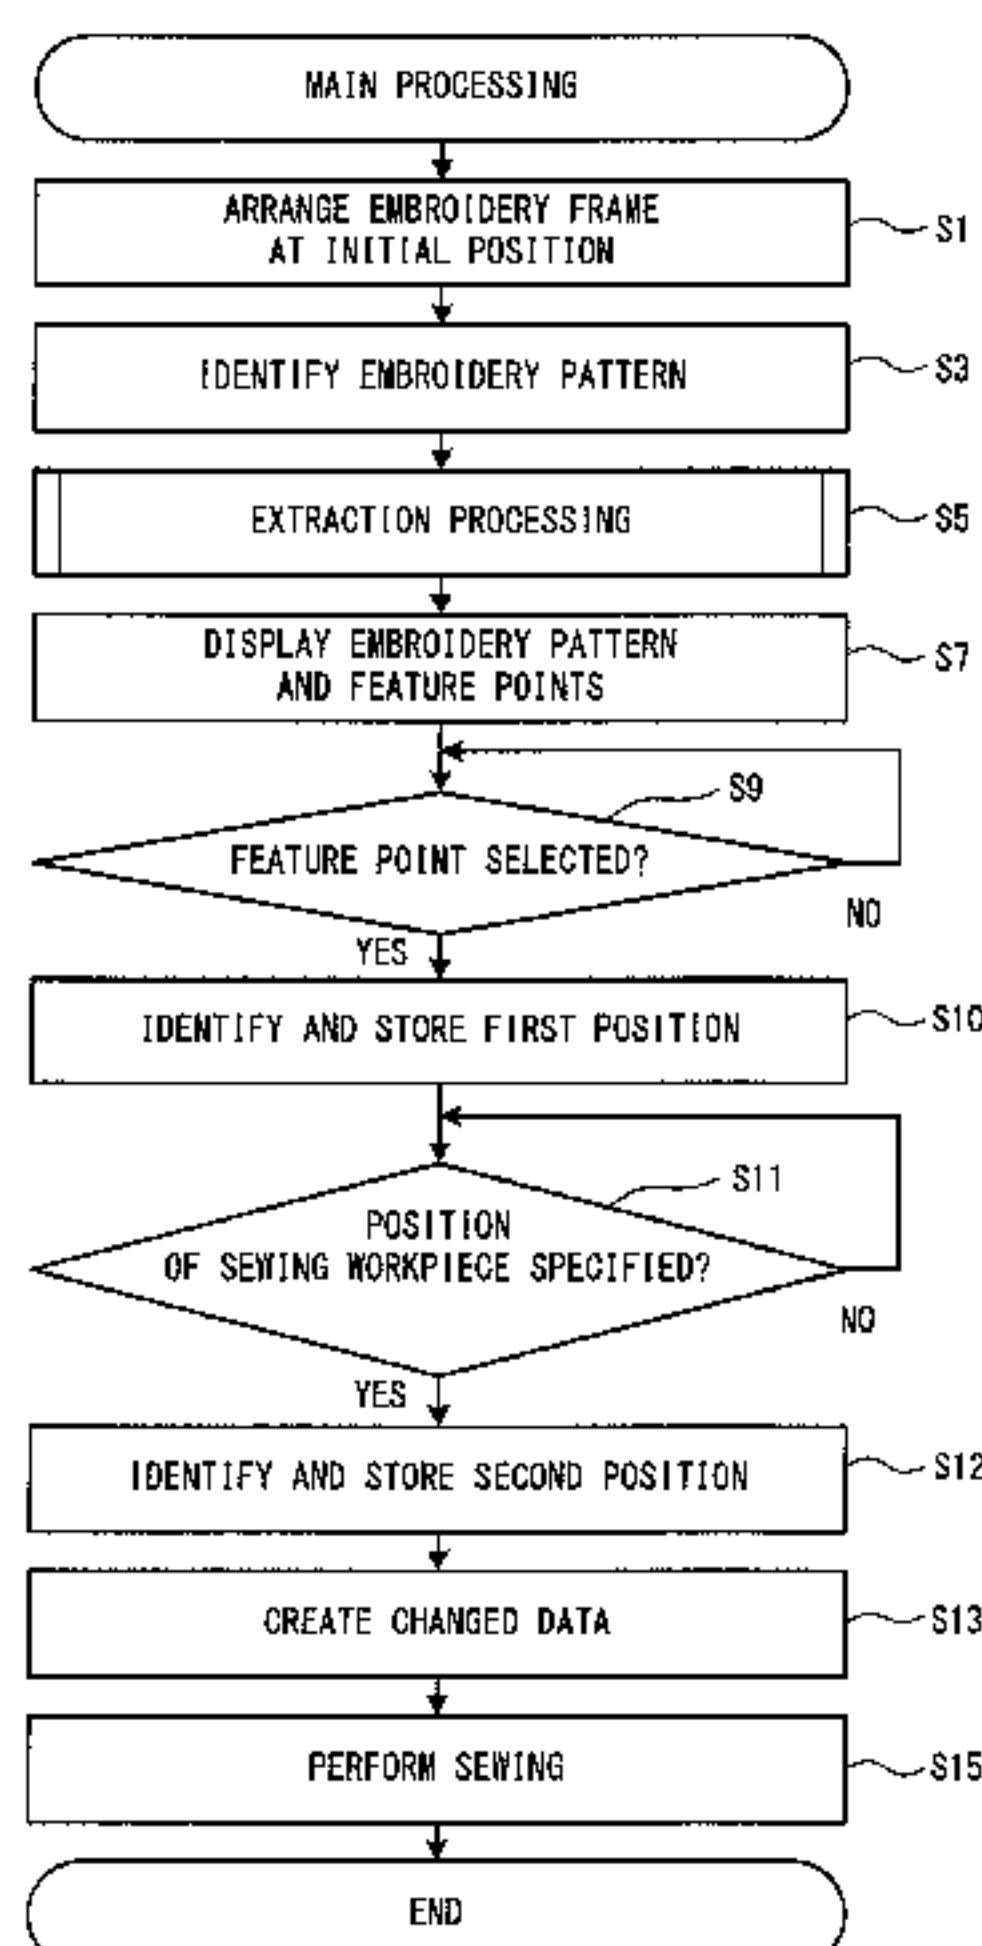 MAIN PROCESSING
ARRANGE EMBROIDERY FRAME
AT INITIAL POSITION
S1
IDENTIFY EMBROIDERY PATTERN
S3
EXTRACTION PROCESSING
S5
DISPLAY EMBROIDERY PATTERN
AND FEATURE POINTS
S7
S9
FEATURE POINT SELECTED?
NO
YES
IDENTIFY AND STORE FIRST POSITION
S10
S11
POSITION
OF SEWING WORKPIECE SPECIFIED?
NO
YES
IDENTIFY AND STORE SECOND POSITION
S12
CREATE CHANGED DATA
S13
PERFORM SEWING
S15
END